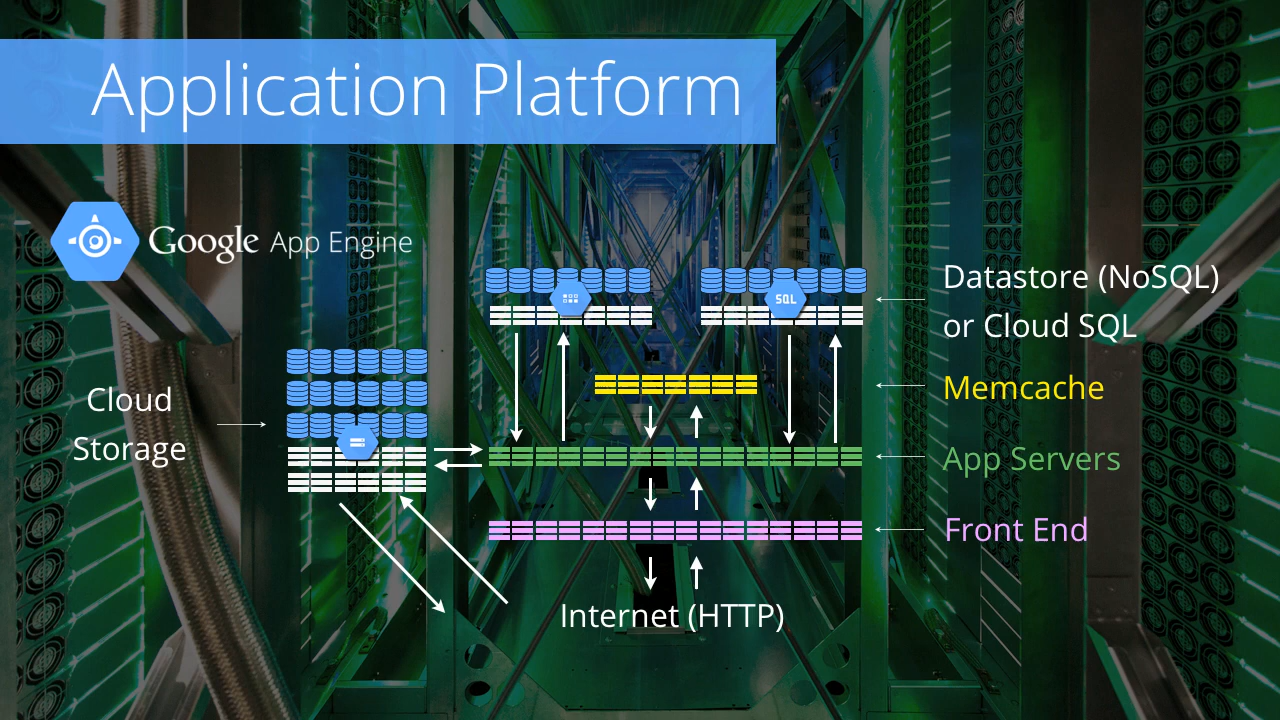 Application Platform
Google App Engine
Datastore (NoSQL)
or Cloud SQL
SQL
Memcache
Cloud
Storage
App Servers
Front End
Internet (HTTP)